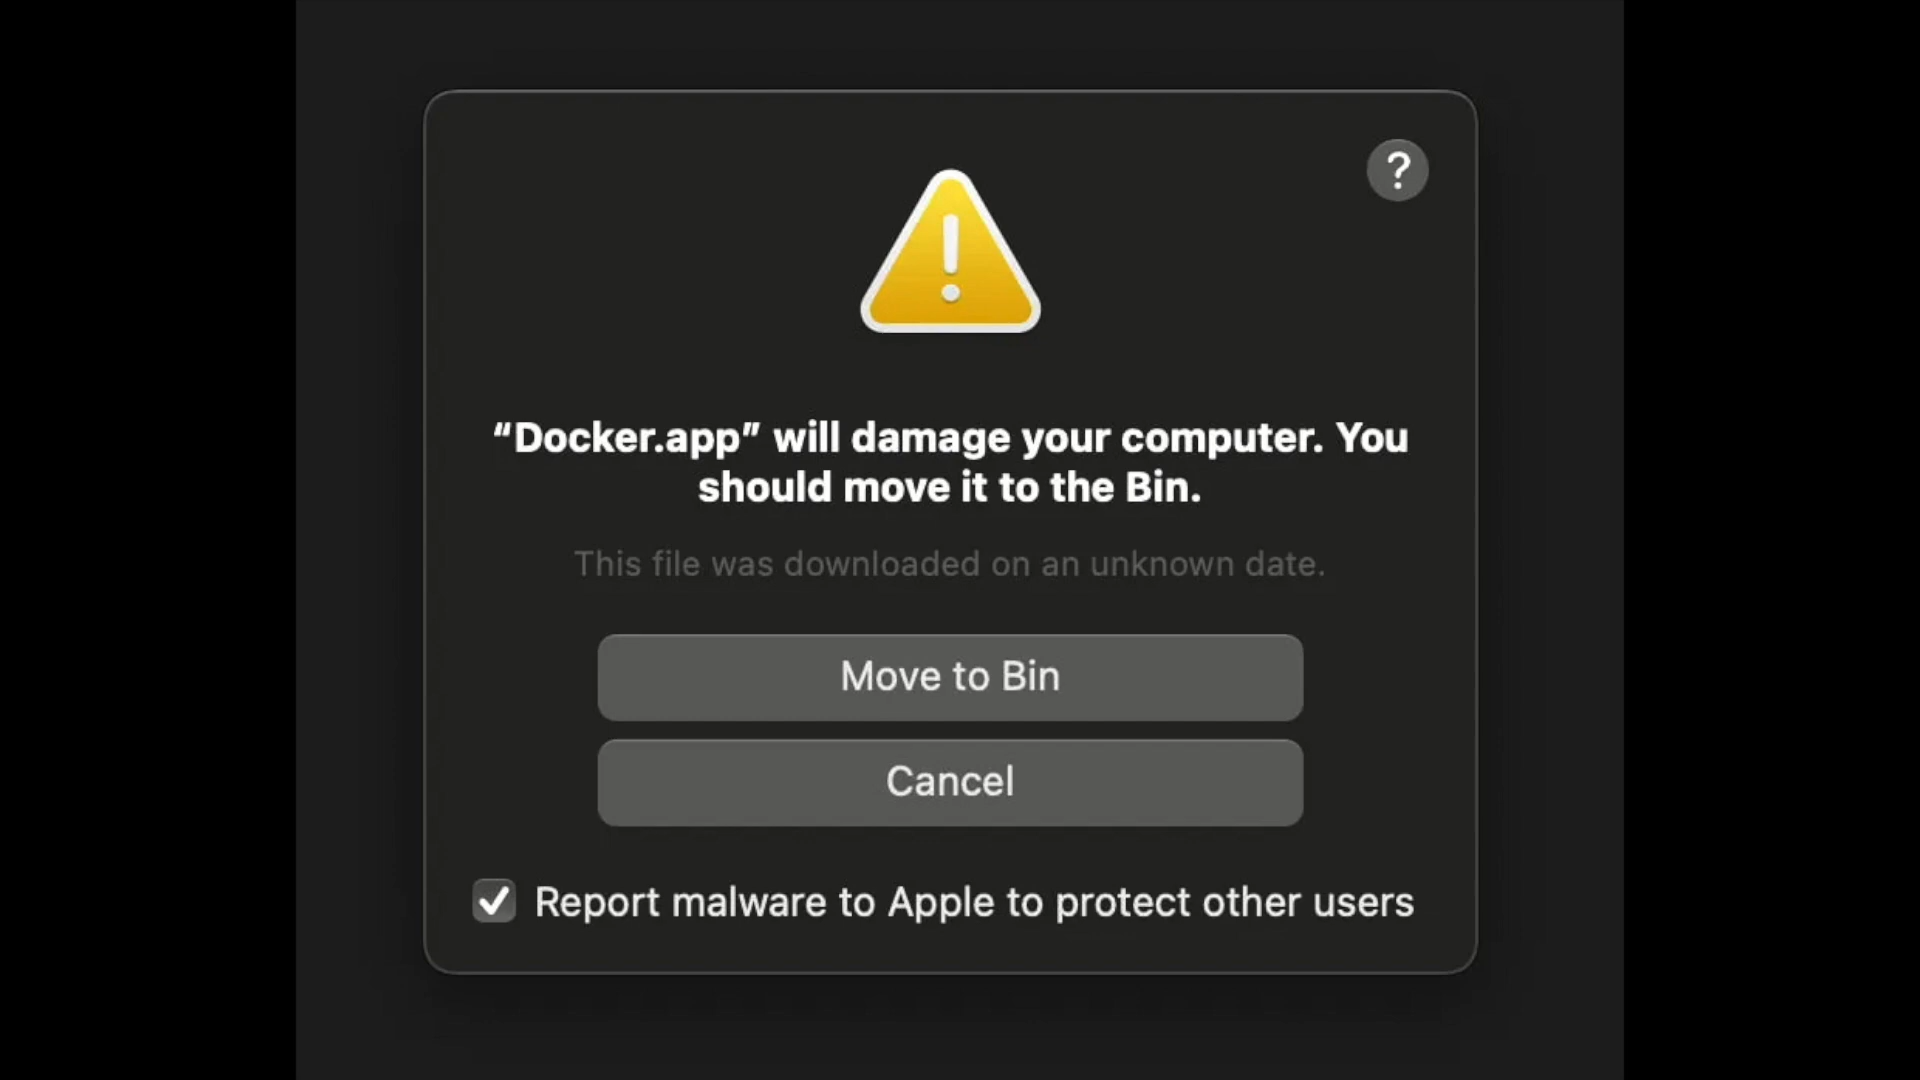 ?
“Docker.app” will damage your computer. You
should move it to the Bin.
This file was downloaded on an unknown date.
Move to Bin
Cancel
Report malware to Apple to protect other users